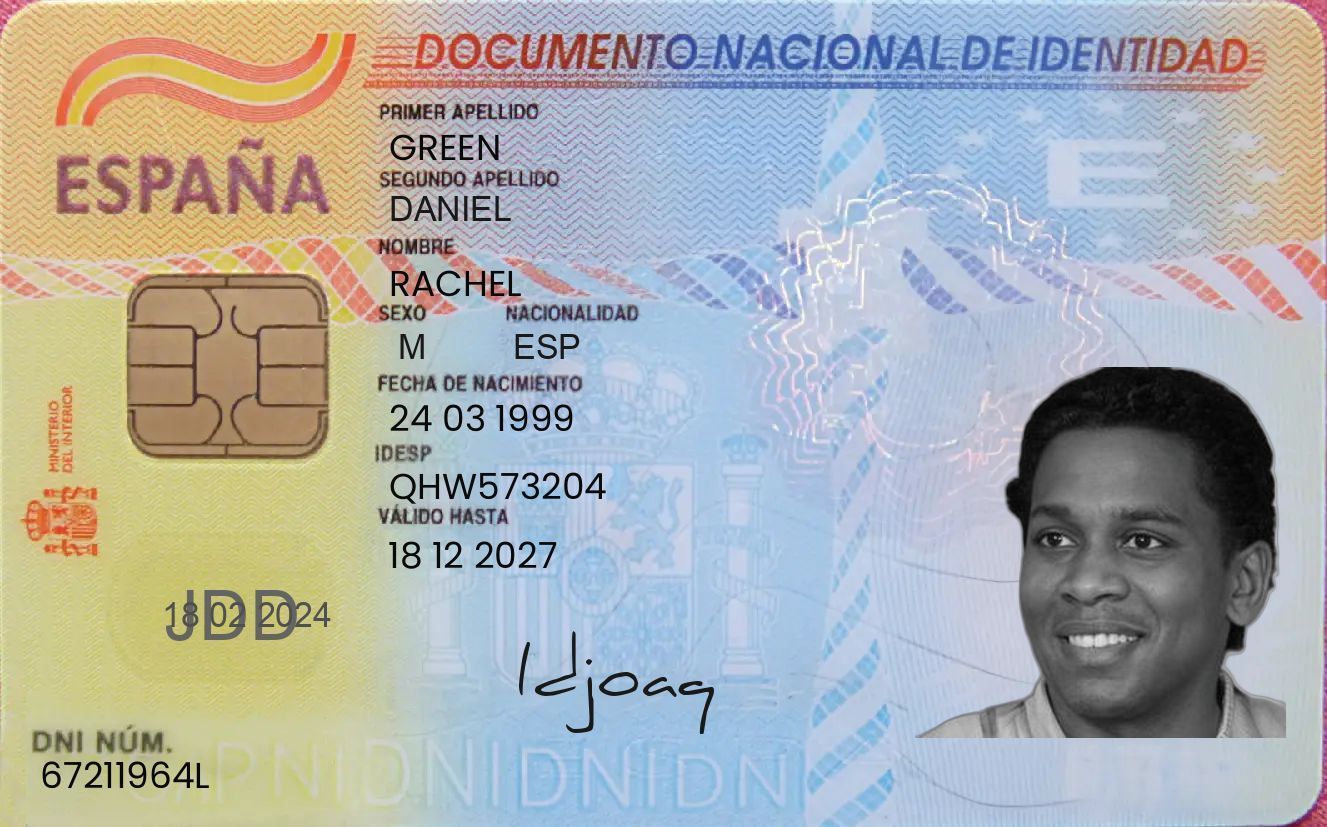 DOCUMENTO NACIONAL DE IDENTIDAD
ESPAÑA
E
PRIMER APELLIDO
GREEN
SEGUNDO APELLIDO
DANIEL
NOMBRE
RACHEL
SEXO NACIONALIDAD
M ESP
FECHA DE NACIMIENTO
24 03 1999
IDESP
QHW573204
VÁLIDO HASTA
18 12 2027
MINISTERIO
DEL INTERIOR
JDD
18 02 2024
Idjoaq
DNI NÚM.
67211964L